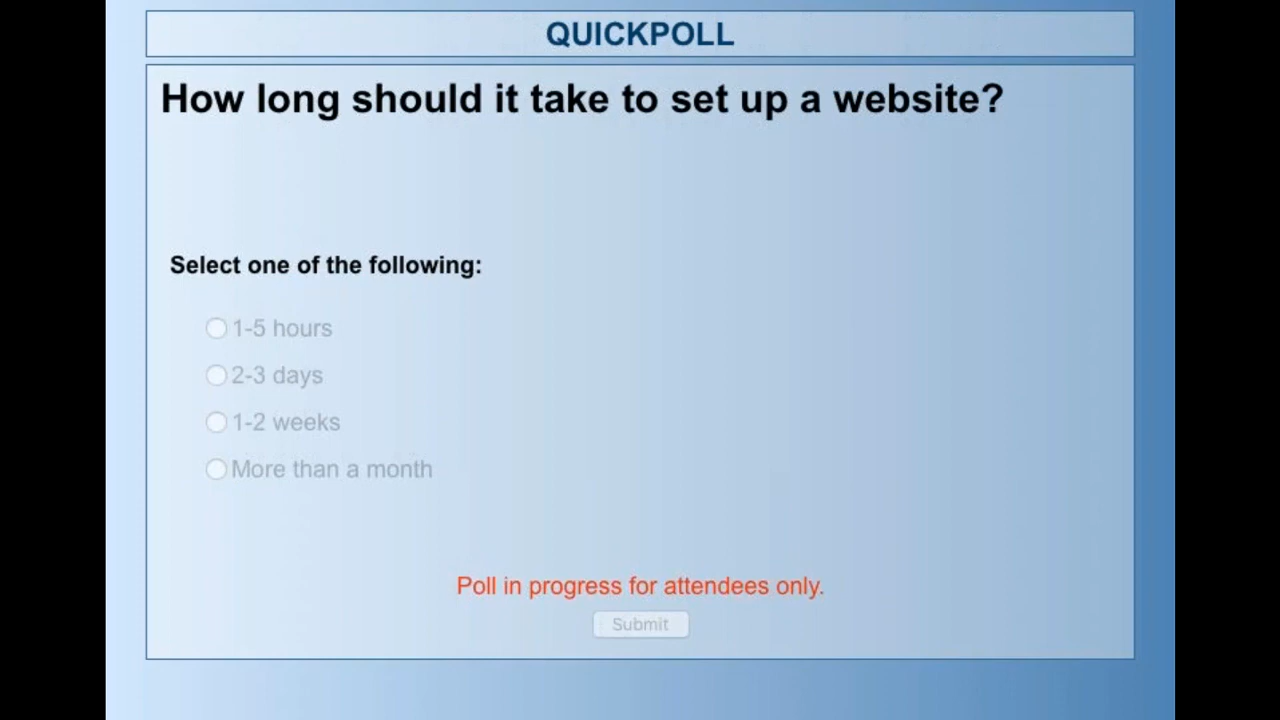 QUICKPOLL
How long should it take to set up a website?
Select one of the following:
1-5 hours
2-3 days
1-2 weeks
More than a month
Poll in progress for attendees only.
Submit